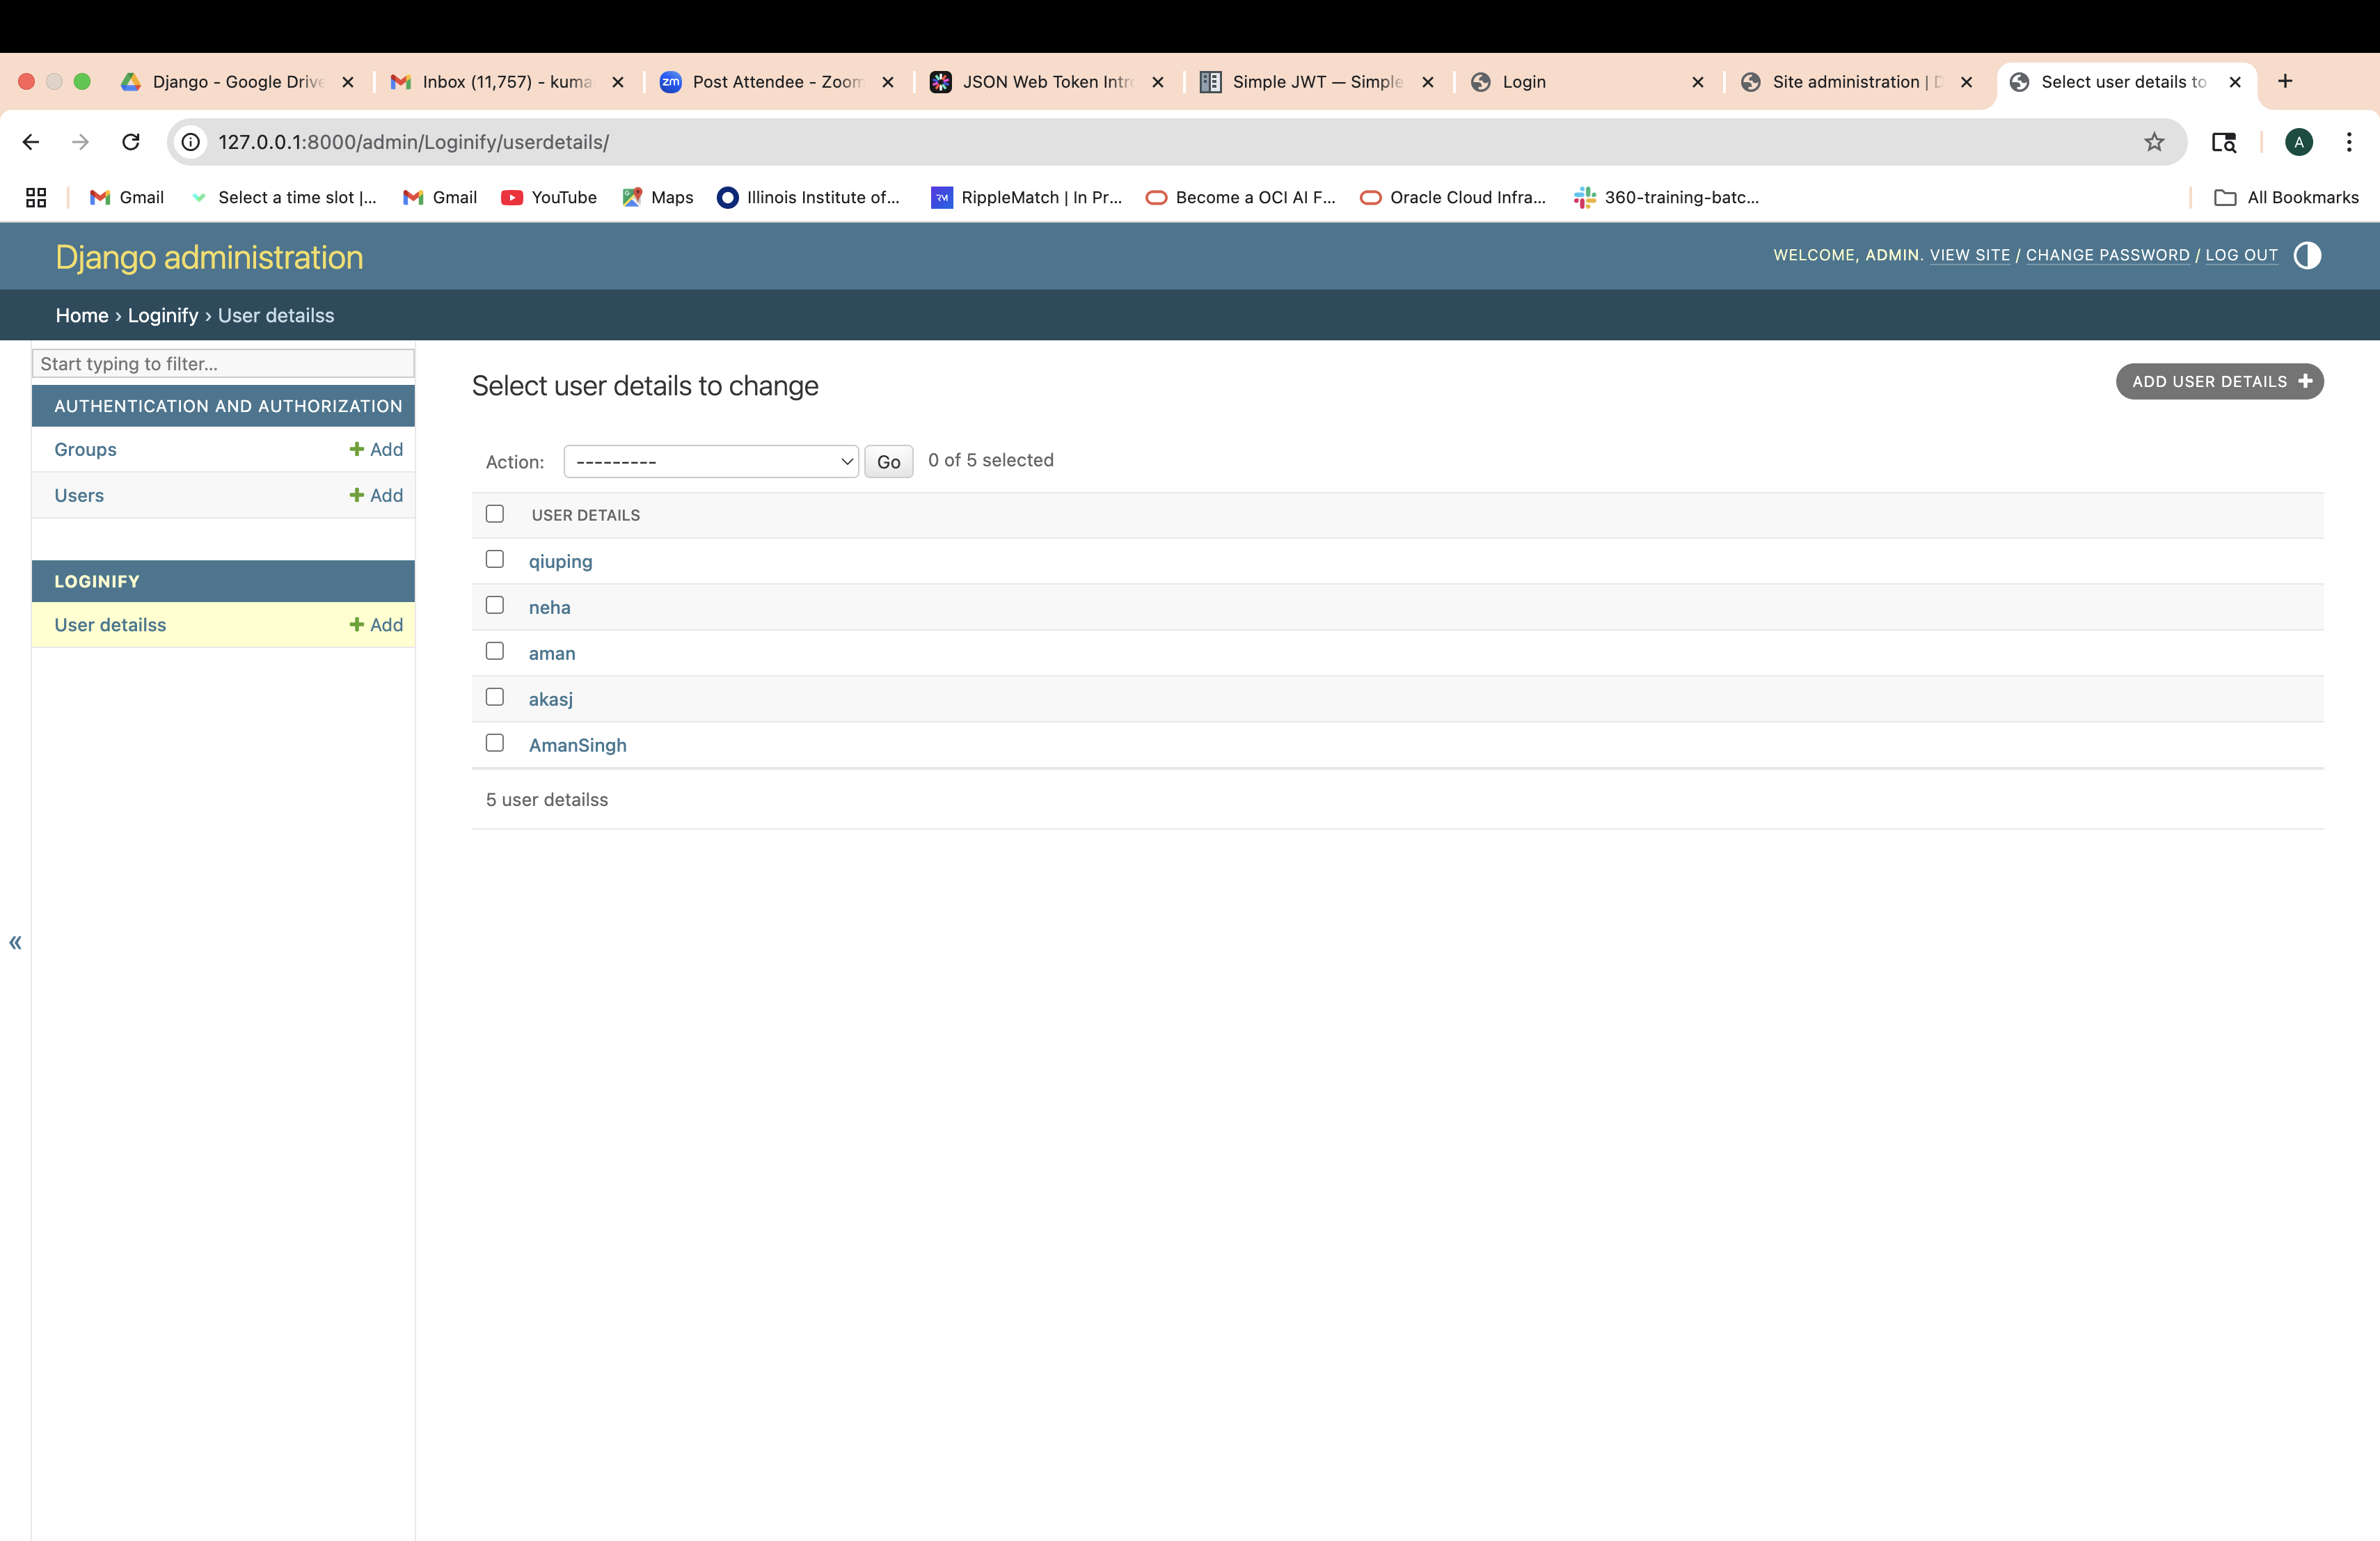 Django - Google Drive
Inbox (11,757) - kuma
Post Attendee - Zoom
JSON Web Token Intro
Simple JWT — Simple
Login
Site administration | D
Select user details to
127.0.0.1:8000/admin/Loginify/userdetails/
A
Gmail
Select a time slot |...
Gmail
YouTube
Maps
Illinois Institute of...
RippleMatch | In Pr...
Become a OCI AI F...
Oracle Cloud Infra...
360-training-batc...
All Bookmarks
Django administration
WELCOME, ADMIN. VIEW SITE / CHANGE PASSWORD / LOG OUT
Home › Loginify › User detailss
Start typing to filter...
AUTHENTICATION AND AUTHORIZATION
Groups + Add
Users + Add
LOGINIFY
User detailss + Add
«
Select user details to change
ADD USER DETAILS +
Action: --------- Go 0 of 5 selected
USER DETAILS
qiuping
neha
aman
akasj
AmanSingh
5 user detailss